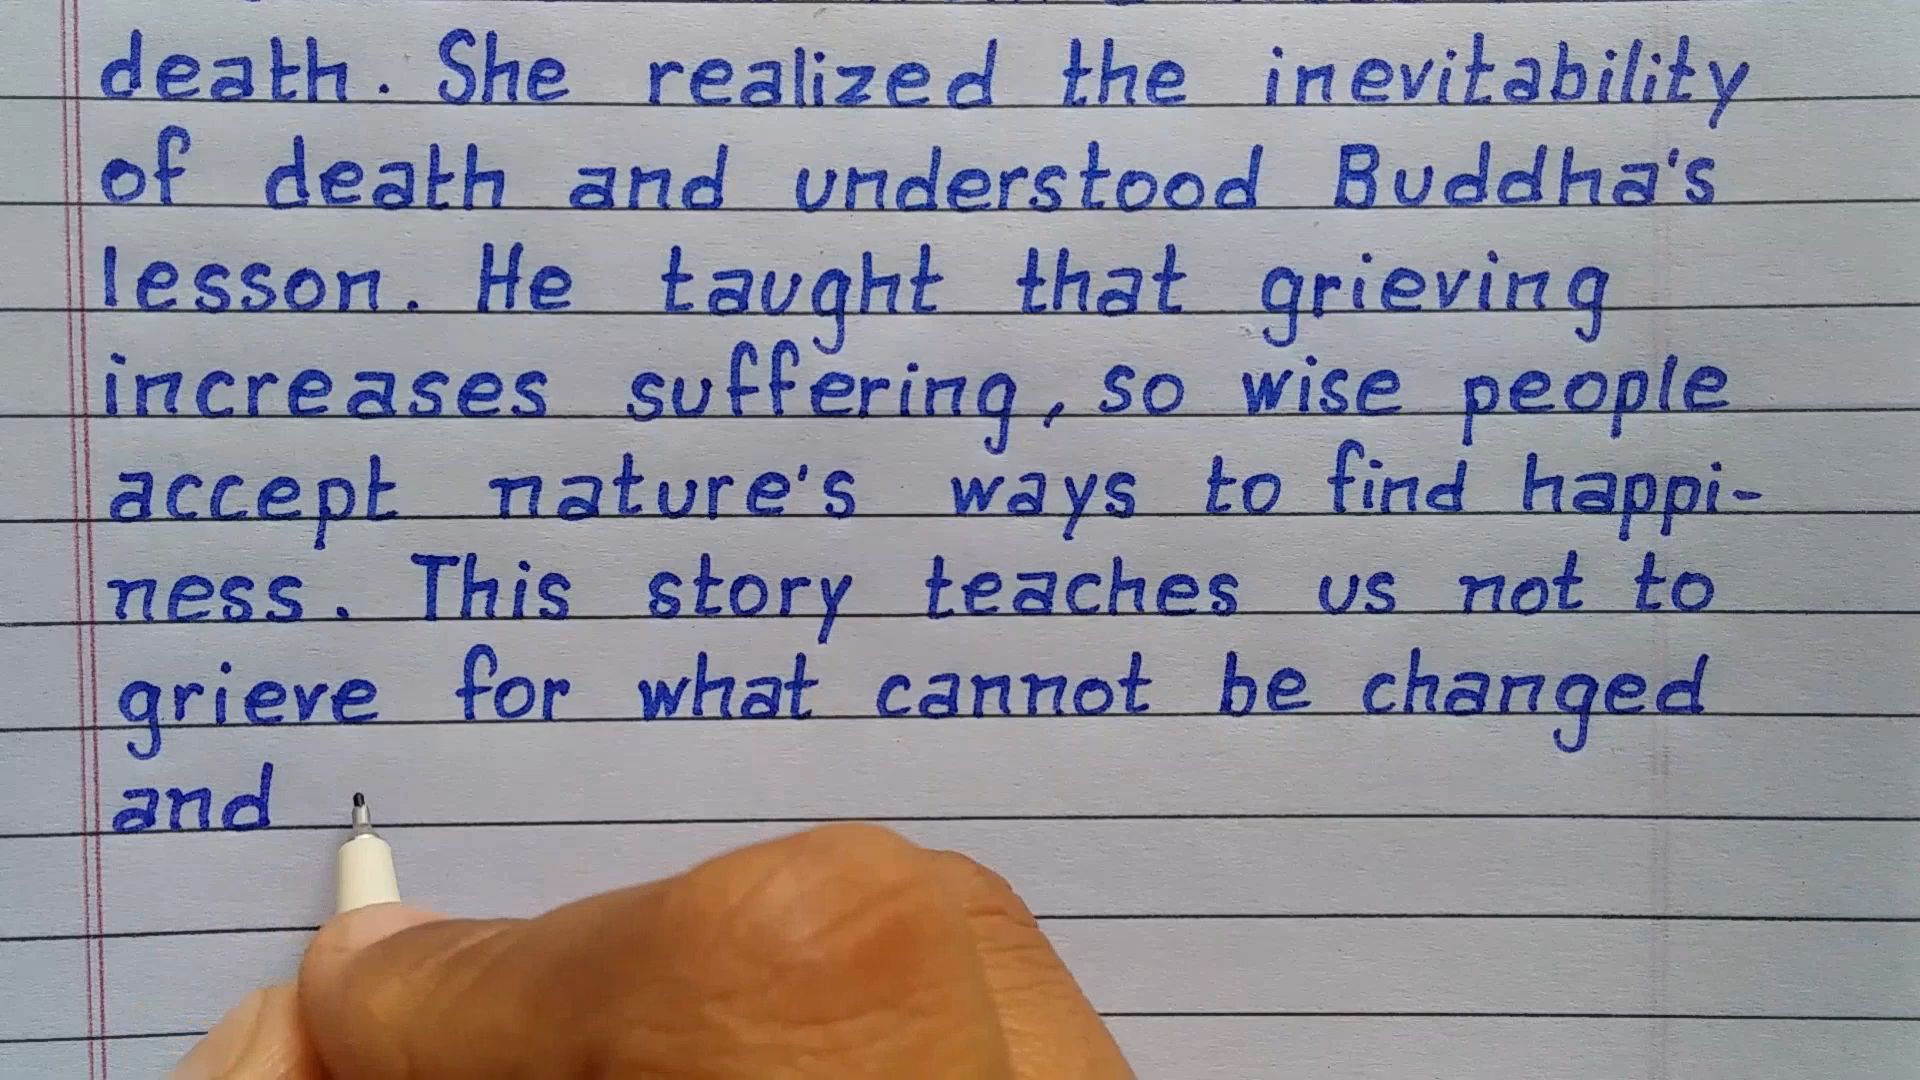 death. She realized the inevitability
of death and understood Buddha's
lesson. He taught that grieving
increases suffering, so wise people
accept nature's ways to find happi-
ness. This story teaches us not to
grieve for what cannot be changed
and